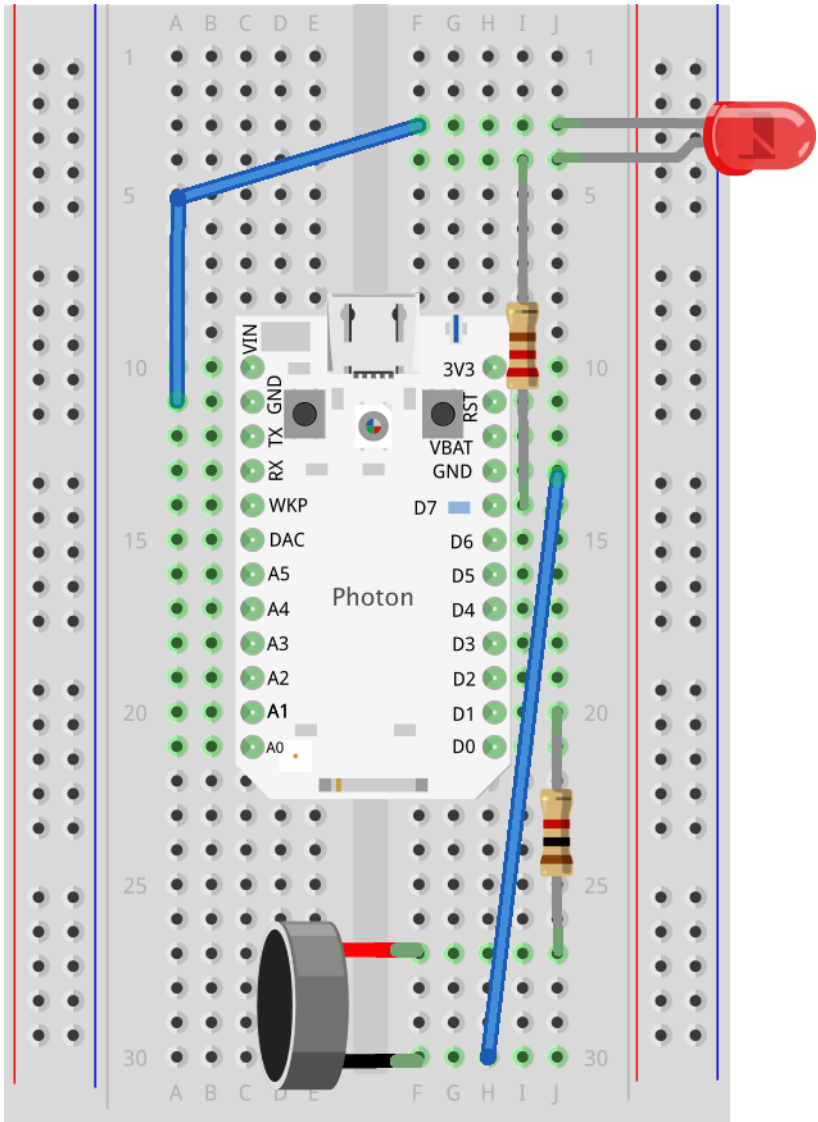 A B C D E F G H I J
1 1
5 5
VIN
10 3V3 10
GND RST
TX VBAT
RX GND
WKP D7
15 DAC D6 15
A5 D5
A4 Photon D4
A3 D3
A2 D2
20 A1 D1 20
A0 D0
25 25
30 30
A B C D E F G H I J